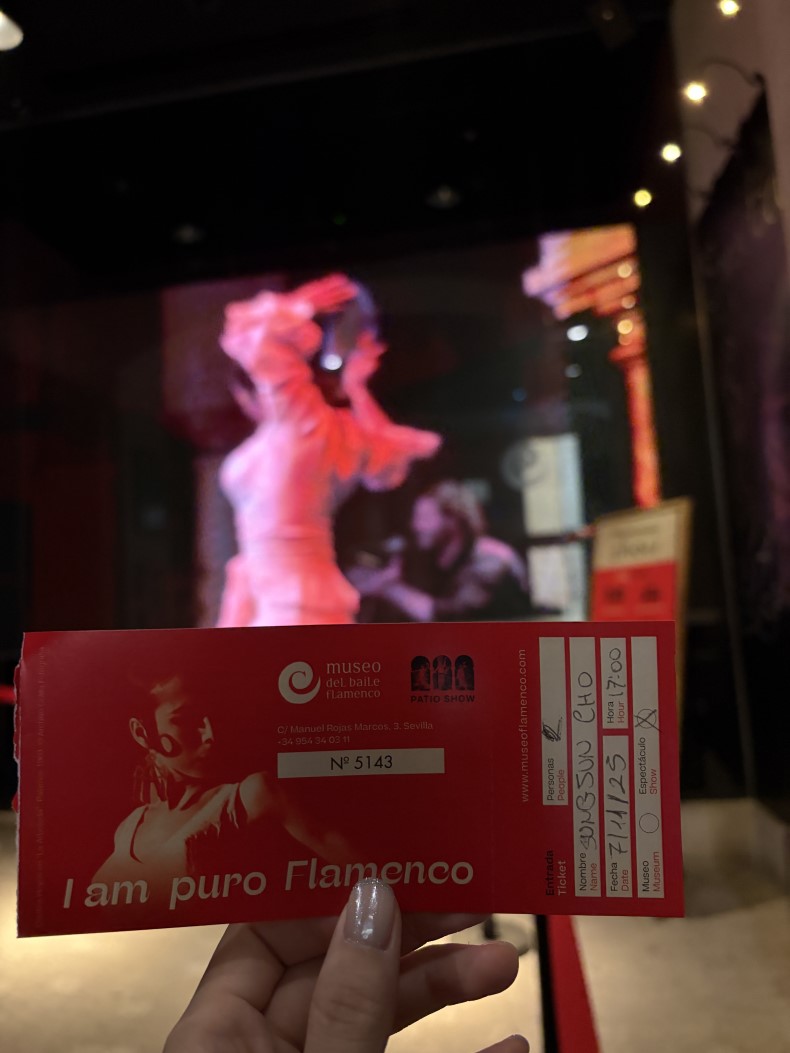 museo
del baile
flamenco
PATIO SHOW
C/ Manuel Rojas Marcos, 3. Sevilla
+34 954 34 03 11
Nº 5143
I am puro Flamenco
www.museoflamenco.com
Entrada
Ticket
Personas
People
Nombre JUNGSUN CHO
Name
Fecha 7/11/25
Date
Hora 17:00
Hour
Museo
Museum
Espectáculo X
Show